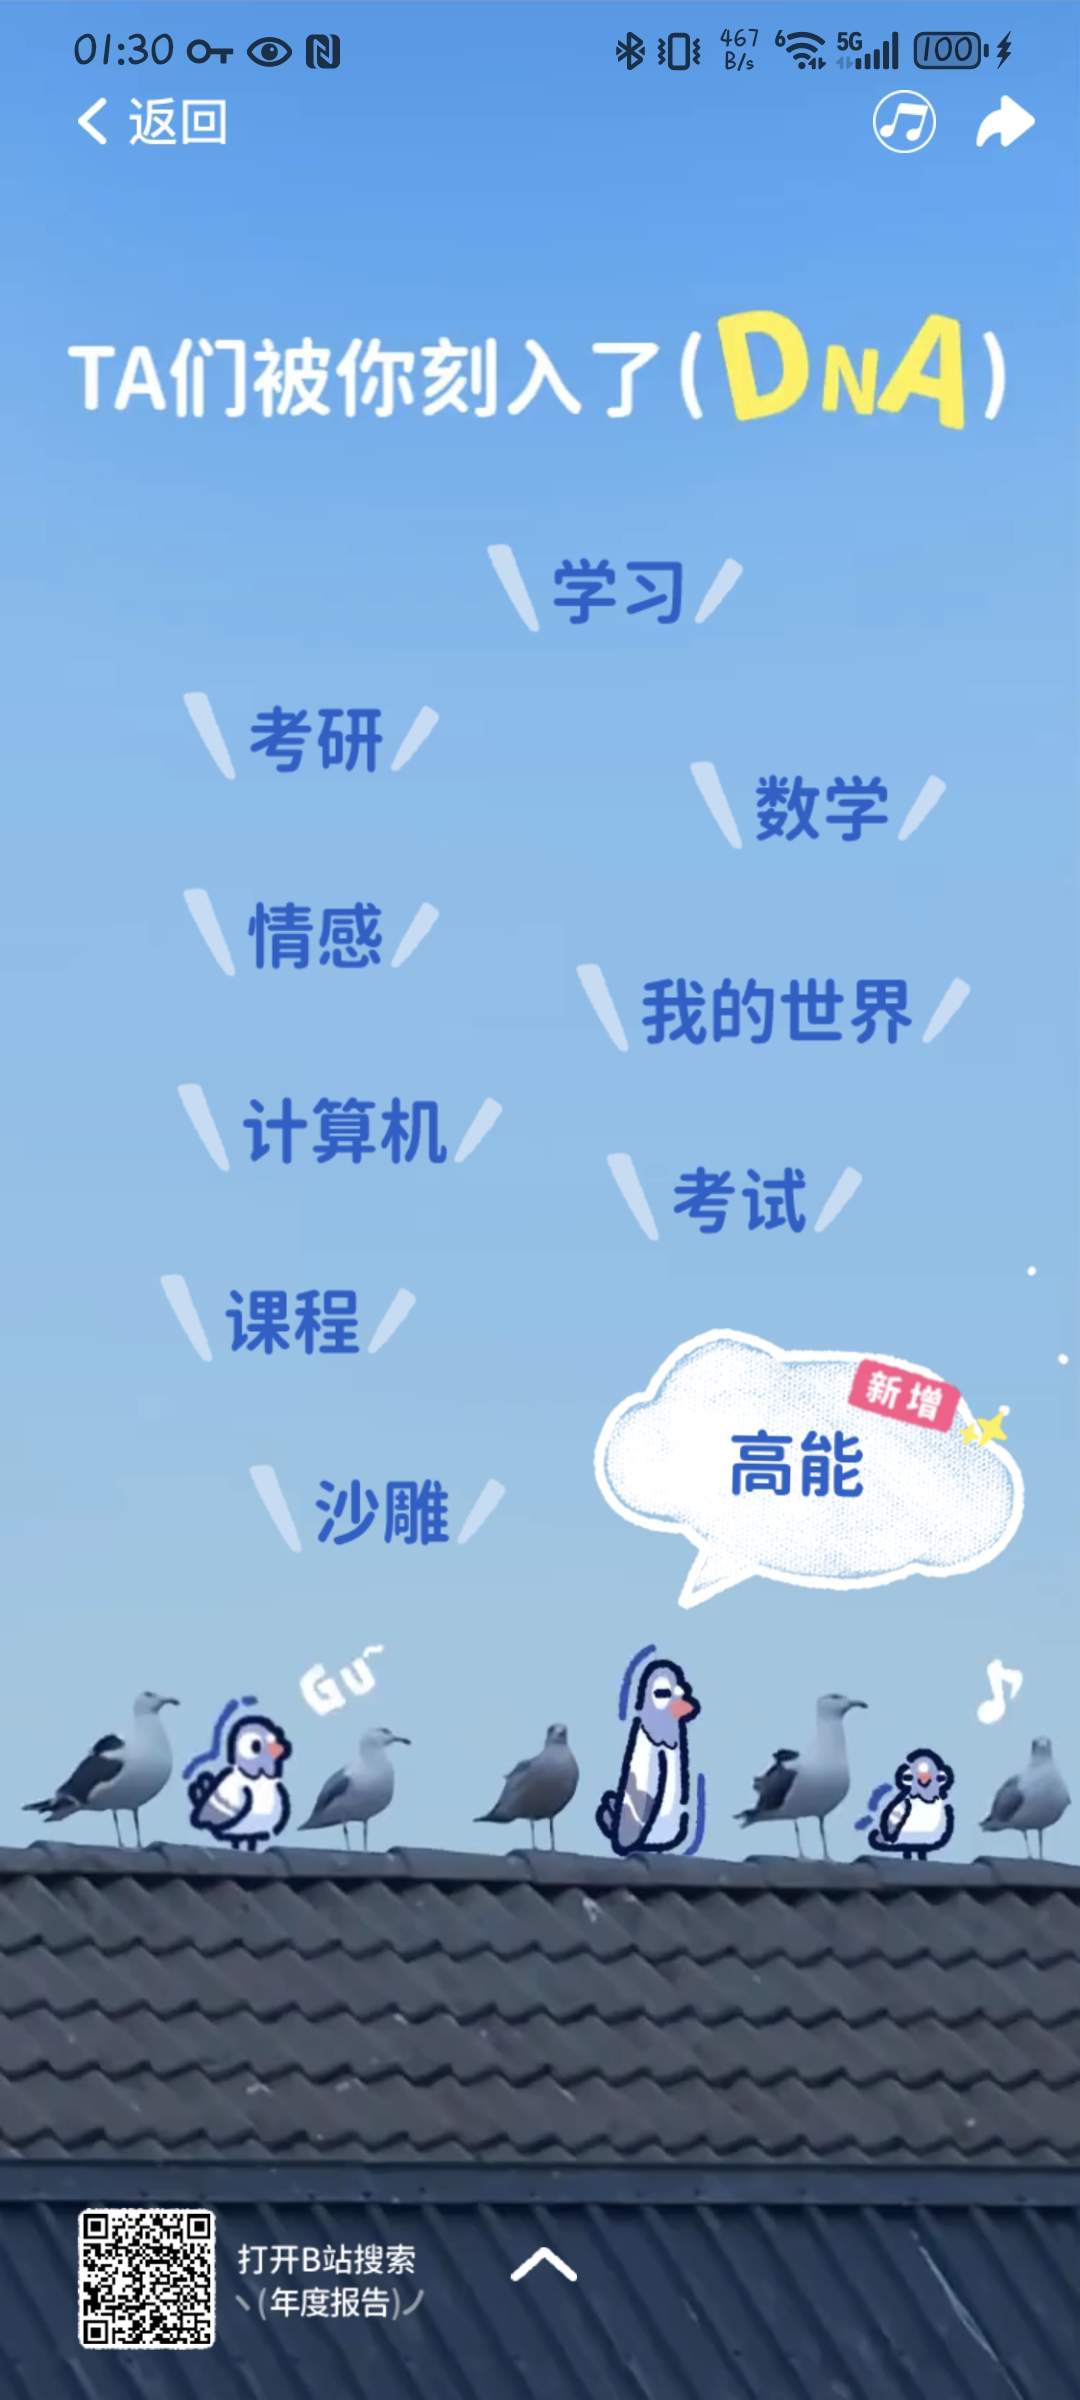 01:30
467
B/s
6
5G
100
返回
TA们被你刻入了(DNA)
学习
考研
数学
情感
我的世界
计算机
考试
课程
新增
高能
沙雕
Gu~
打开B站搜索
(年度报告)